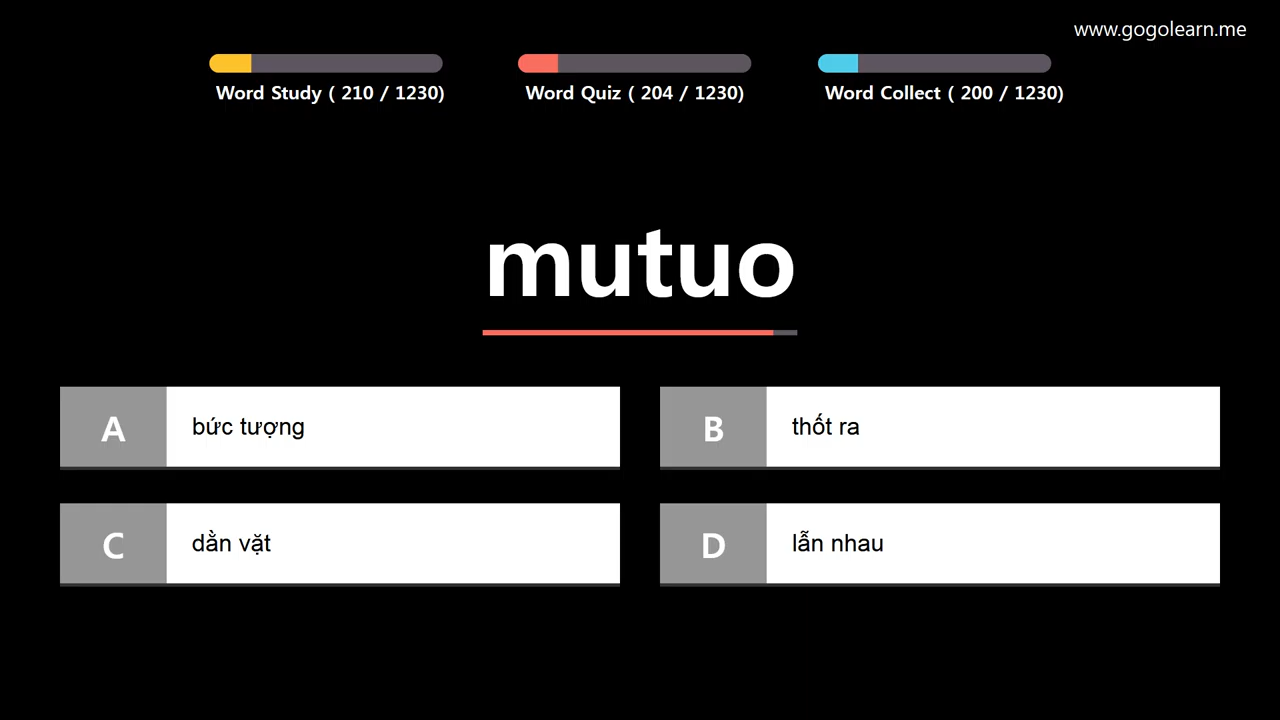 www.gogolearn.me
Word Study ( 210 / 1230)
Word Quiz ( 204 / 1230)
Word Collect ( 200 / 1230)
mutuo
A
bức tượng
B
thốt ra
C
dằn vặt
D
lẫn nhau